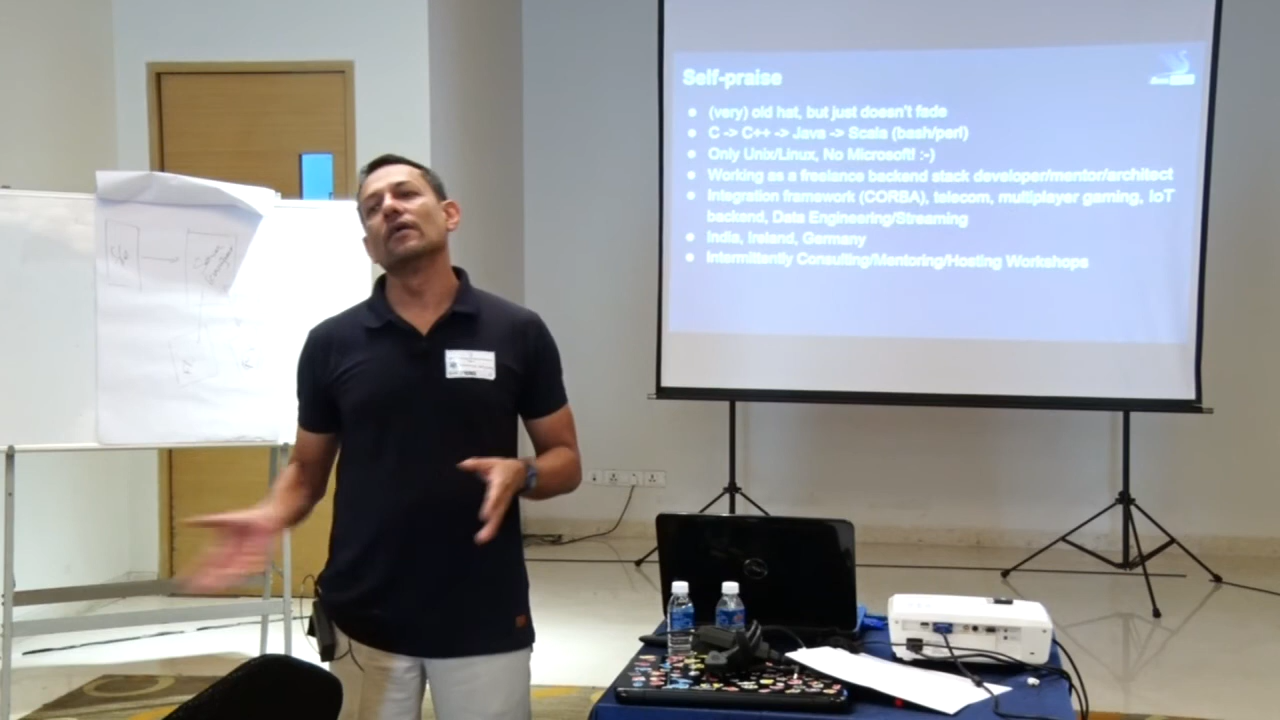 Self-praise
● (very) old hat, but just doesn't fade
● C -> C++ -> Java -> Scala (bash/perl)
● Only Unix/Linux, No Microsoft! :-)
● Working as a freelance backend stack developer/mentor/architect
● Integration framework (CORBA), telecom, multiplayer gaming, IoT
backend, Data Engineering/Streaming
● India, Ireland, Germany
● Intermittently Consulting/Mentoring/Hosting Workshops